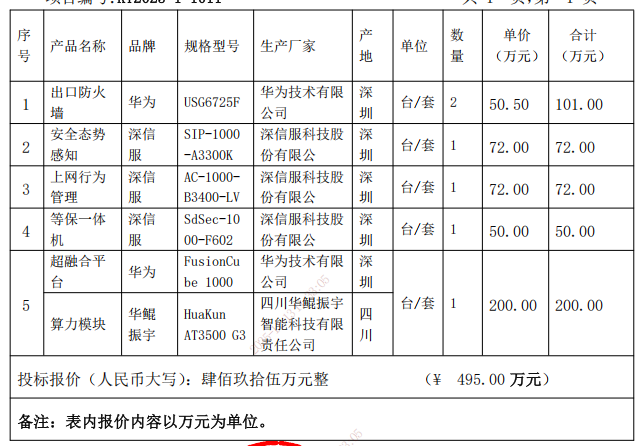 序号 产品名称 品牌 规格型号 生产厂家 产地 单位 数量 单价（万元） 合计（万元）
1 出口防火墙 华为 USG6725F 华为技术有限公司 深圳 台/套 2 50.50 101.00
2 安全态势感知 深信服 SIP-1000-A3300K 深信服科技股份有限公 深圳 台/套 1 72.00 72.00
3 上网行为管理 深信服 AC-1000-B3400-LV 深信服科技股份有限公 深圳 台/套 1 72.00 72.00
4 等保一体机 深信服 SdSec-1000-F602 深信服科技股份有限公 深圳 台/套 1 50.00 50.00
5 超融合平台 华为 FusionCube 1000 华为技术有限公司 深圳 台/套 1 200.00 200.00
算力模块 华鲲振宇 HuaKun AT3500 G3 四川华鲲振宇智能科技有限责任公司 四川
投标报价（人民币大写）：肆佰玖拾伍万元整 （¥ 495.00 万元）
备注：表内报价内容以万元为单位。